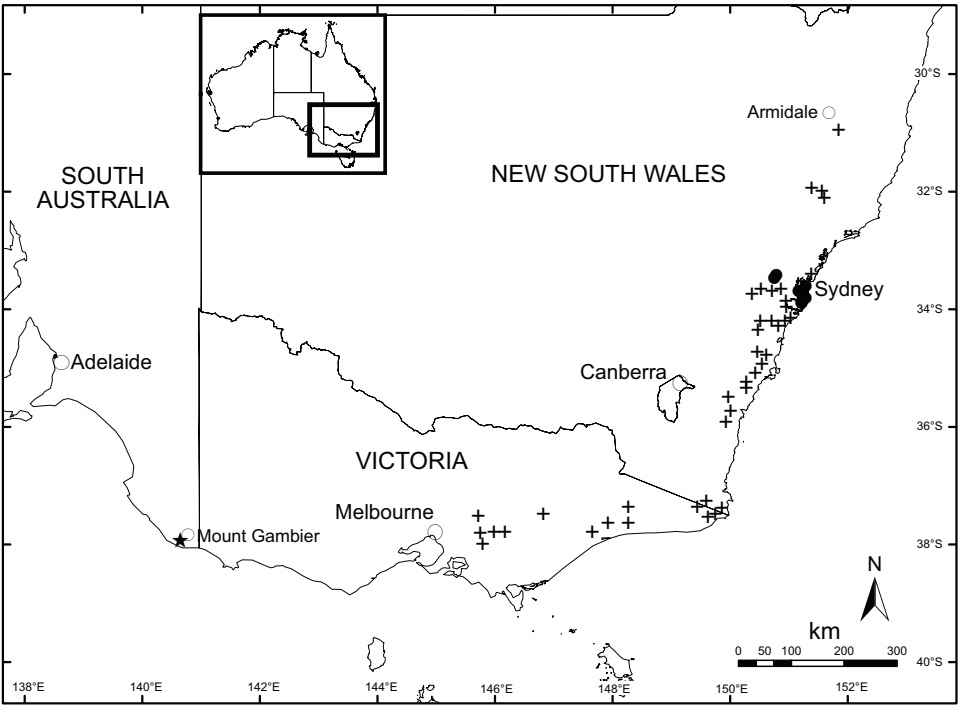 30°S
Armidale
SOUTH
AUSTRALIA
NEW SOUTH WALES
32°S
Sydney
34°S
Adelaide
Canberra
36°S
VICTORIA
Melbourne
Mount Gambier
38°S
N
km
0 50 100 200 300
40°S
138°E 140°E 142°E 144°E 146°E 148°E 150°E 152°E